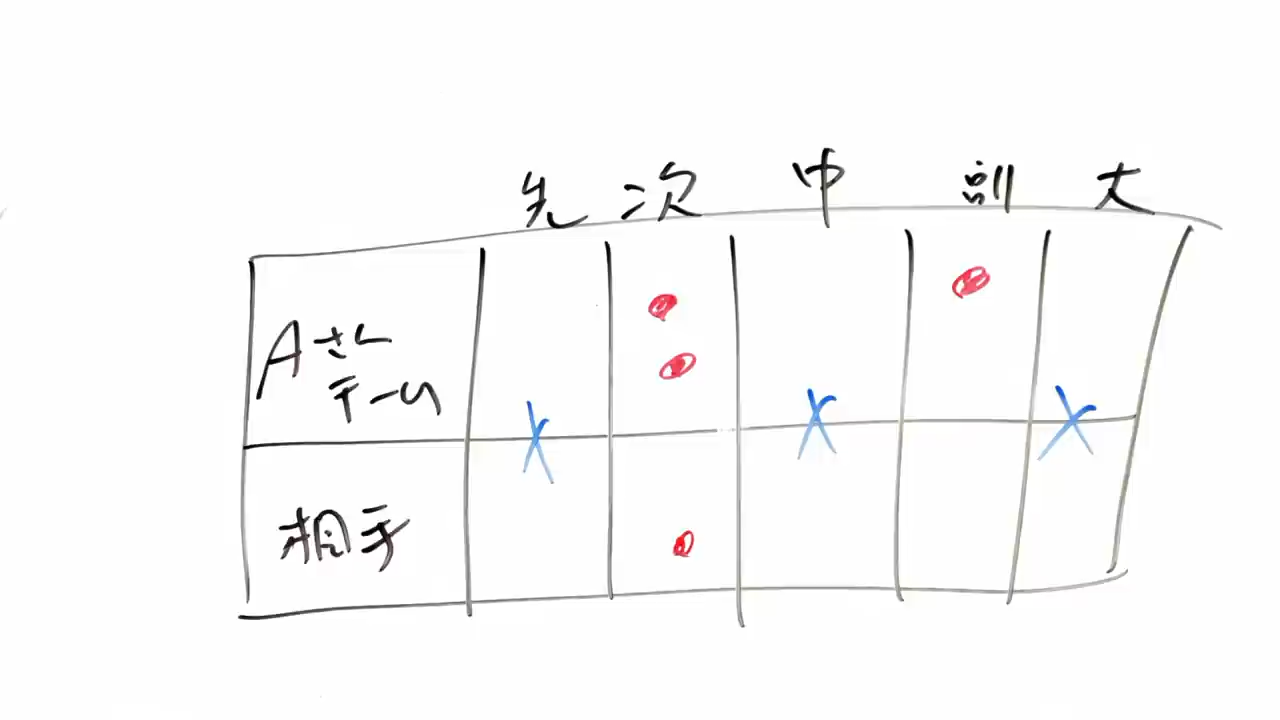 先 次 中 副 大
Aさん
チーム
相手